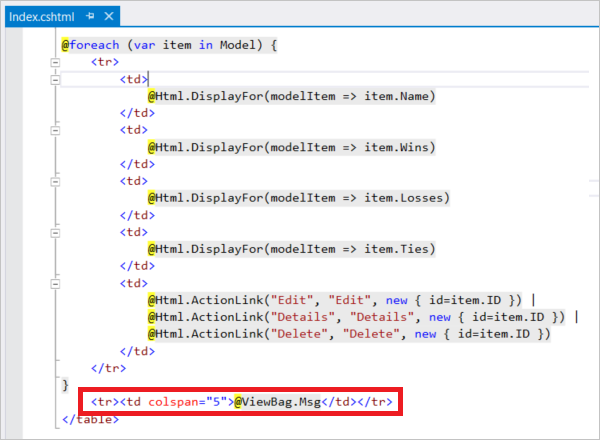 Index.cshtml
@foreach (var item in Model) {
<tr>
<td>
@Html.DisplayFor(modelItem => item.Name)
</td>
<td>
@Html.DisplayFor(modelItem => item.Wins)
</td>
<td>
@Html.DisplayFor(modelItem => item.Losses)
</td>
<td>
@Html.DisplayFor(modelItem => item.Ties)
</td>
<td>
@Html.ActionLink("Edit", "Edit", new { id=item.ID }) |
@Html.ActionLink("Details", "Details", new { id=item.ID }) |
@Html.ActionLink("Delete", "Delete", new { id=item.ID })
</td>
</tr>
}
<tr><td colspan="5">@ViewBag.Msg</td></tr>
</table>